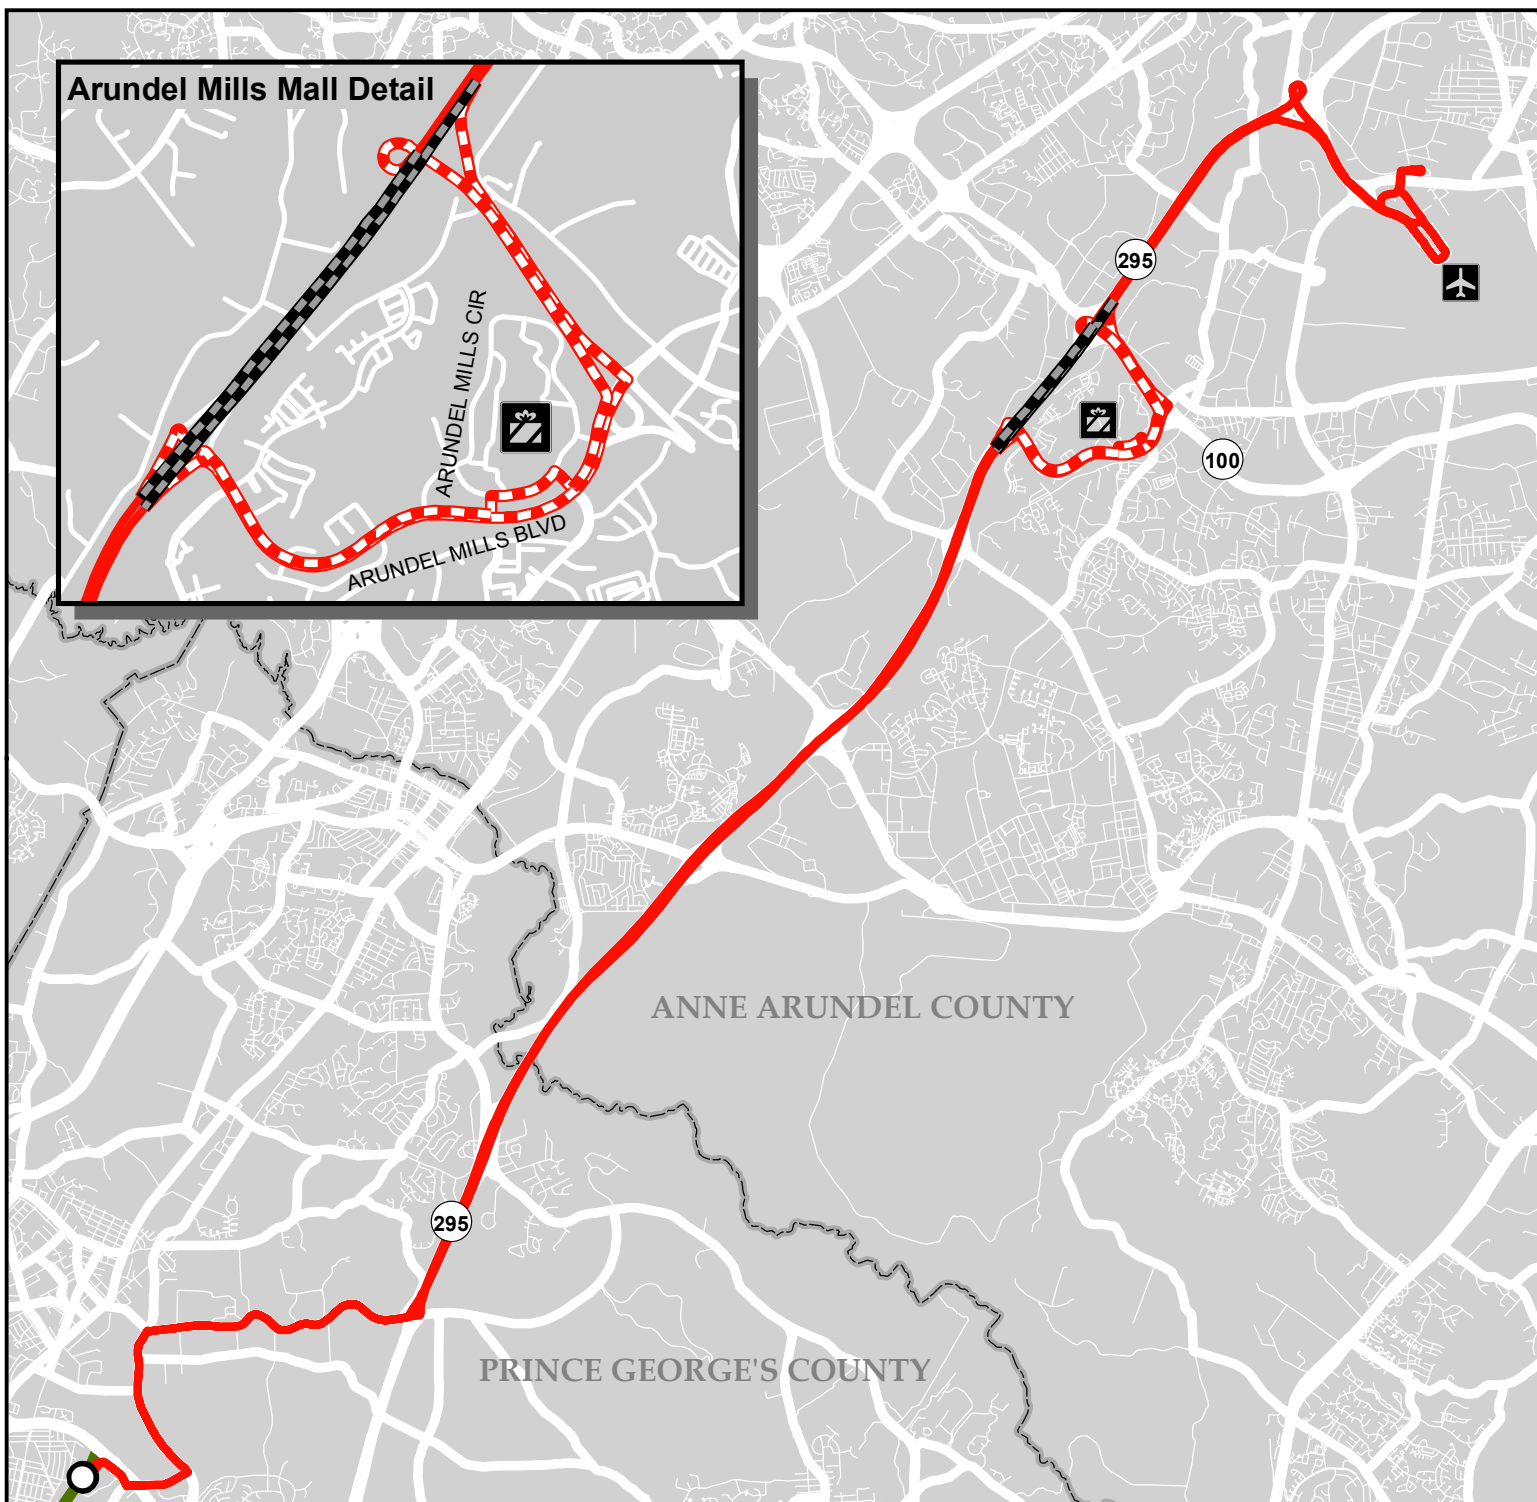 Arundel Mills Mall Detail
ARUNDEL MILLS CIR
ARUNDEL MILLS BLVD
295
100
ANNE ARUNDEL COUNTY
295
PRINCE GEORGE'S COUNTY